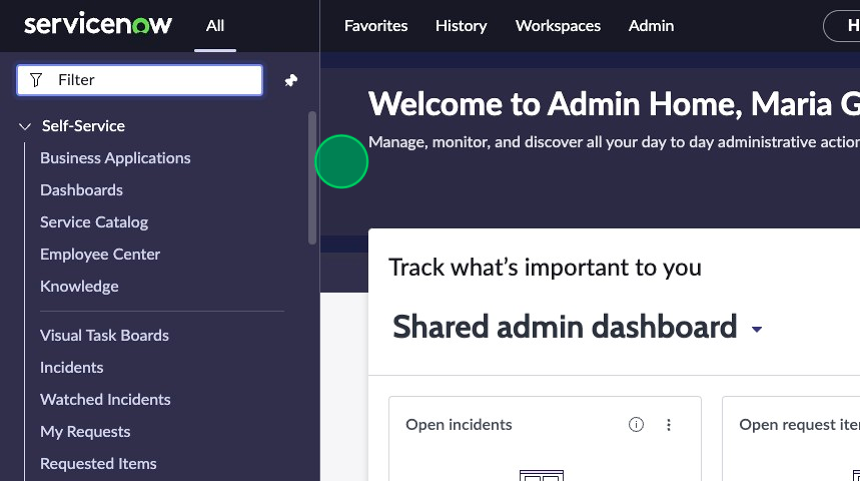 servicenow
All
Favorites
History
Workspaces
Admin
H
Filter
Self-Service
Business Applications
Dashboards
Service Catalog
Employee Center
Knowledge
Visual Task Boards
Incidents
Watched Incidents
My Requests
Requested Items
Welcome to Admin Home, Maria G
Manage, monitor, and discover all your day to day administrative action
Track what's important to you
Shared admin dashboard
Open incidents
Open request iter